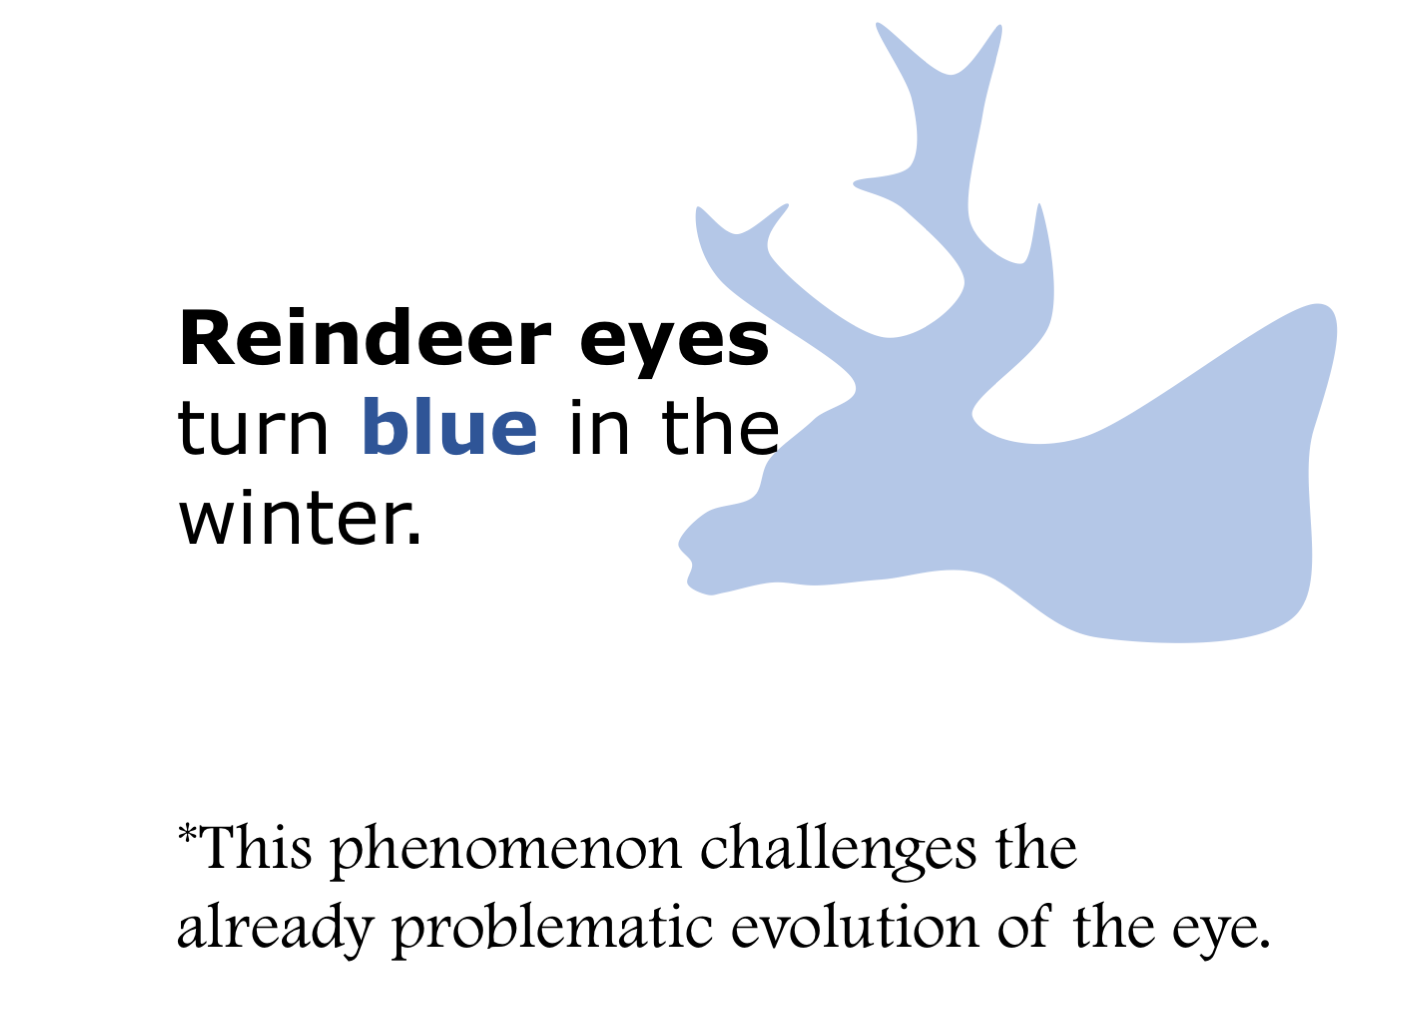 Reindeer eyes
turn blue in the
winter.
*This phenomenon challenges the
already problematic evolution of the eye.